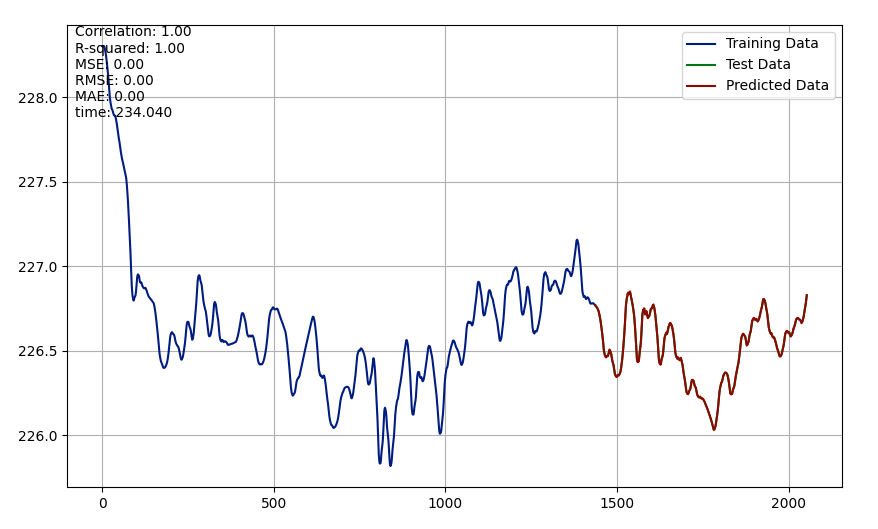 Correlation: 1.00
R-squared: 1.00
MSE: 0.00
RMSE: 0.00
MAE: 0.00
time: 234.040
Training Data
Test Data
Predicted Data
228.0
227.5
227.0
226.5
226.0
0 500 1000 1500 2000